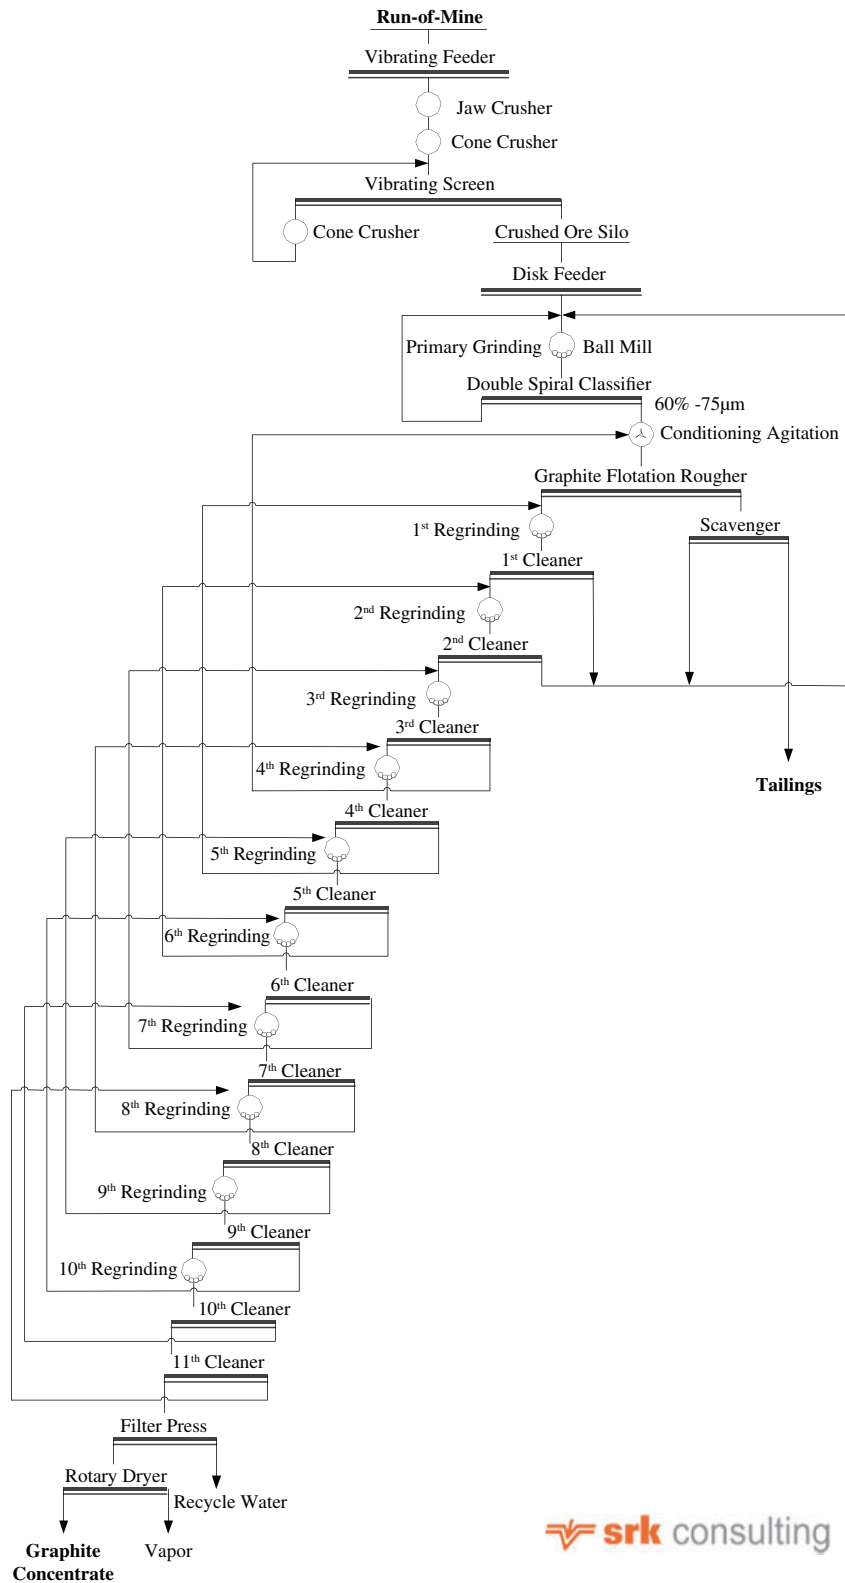 Run-of-Mine
Vibrating Feeder
Jaw Crusher
Cone Crusher
Vibrating Screen
Cone Crusher
Crushed Ore Silo
Disk Feeder
Primary Grinding
Ball Mill
Double Spiral Classifier
60% -75μm
Conditioning Agitation
Graphite Flotation Rougher
1st Regrinding
Scavenger
1st Cleaner
2nd Regrinding
2nd Cleaner
3rd Regrinding
3rd Cleaner
4th Regrinding
Tailings
4th Cleaner
5th Regrinding
5th Cleaner
6th Regrinding
6th Cleaner
7th Regrinding
7th Cleaner
8th Regrinding
8th Cleaner
9th Regrinding
9th Cleaner
10th Regrinding
10th Cleaner
11th Cleaner
Filter Press
Rotary Dryer
Recycle Water
Graphite
Concentrate
Vapor
srk consulting